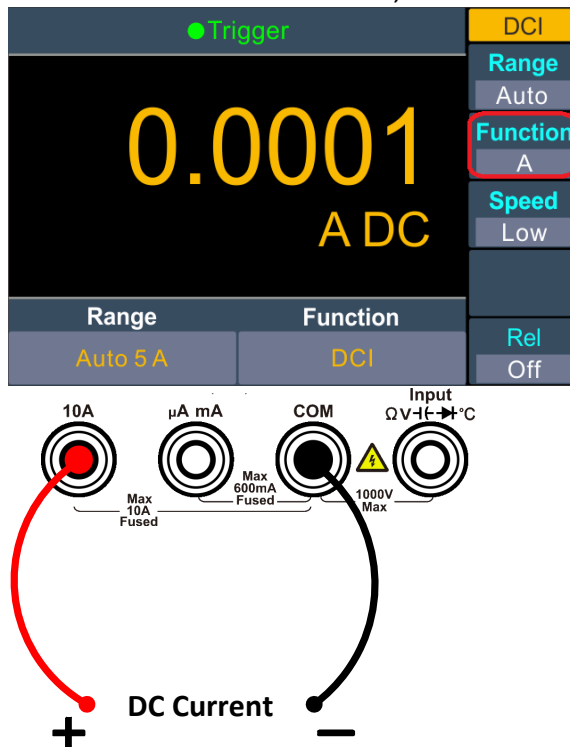 Trigger
DCI
Range
Auto
Function
A
Speed
Low
0.0001
A DC
Range
Function
Auto 5 A
DCI
Rel
Off
10A
µA mA
COM
Input
Ω V °C
Max
10A
Fused
Max
600mA
Fused
1000V
Max
+ DC Current −